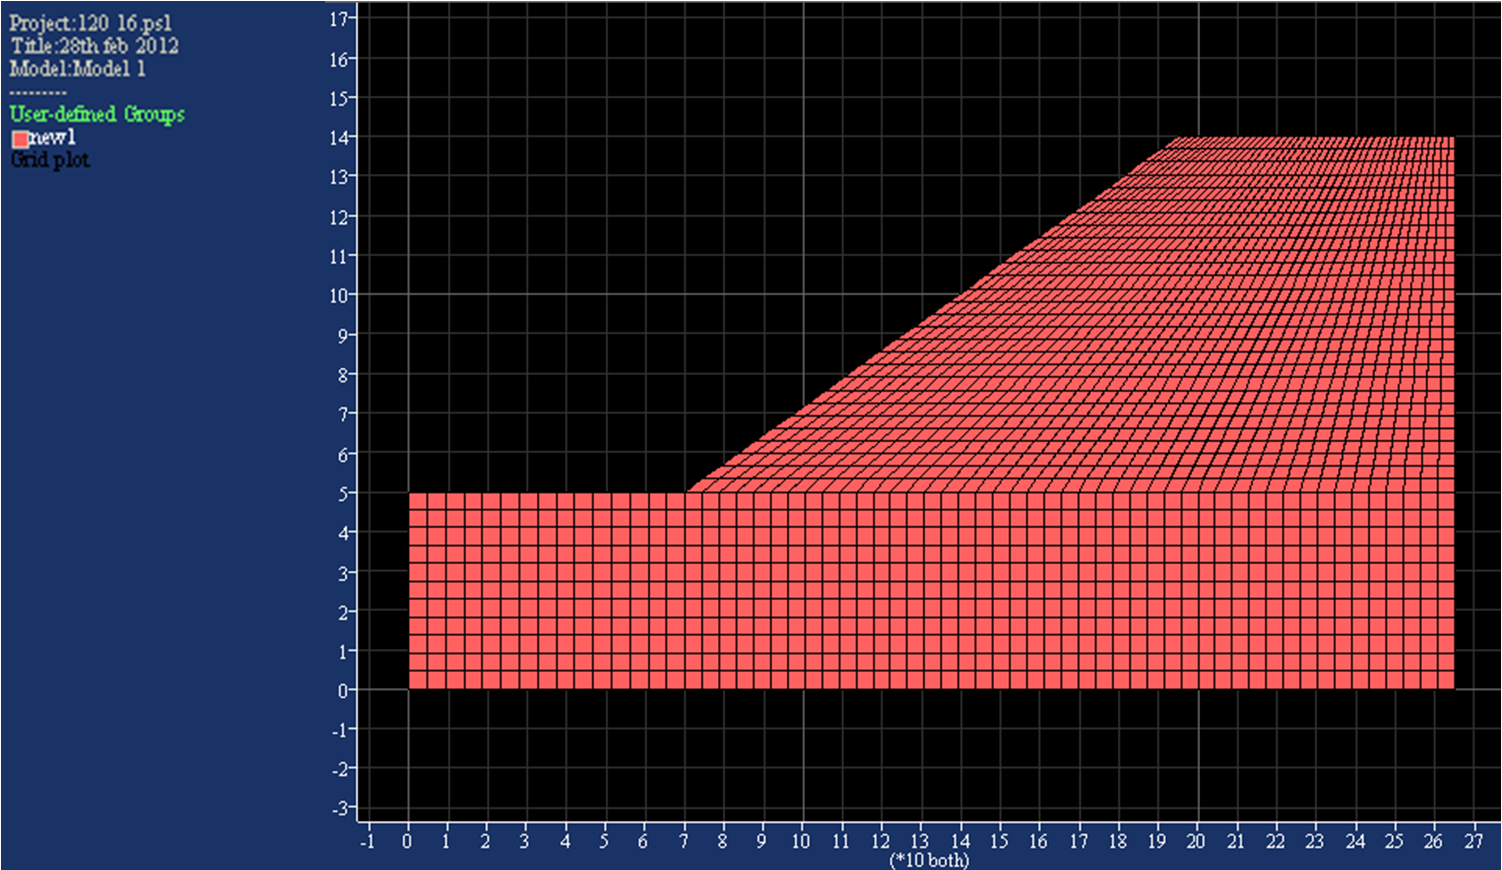 Project:120 16.ps1
Title:28th feb 2012
Model:Model 1
---------
User-defined Groups
new1
Grid plot
17
16
15
14
13
12
11
10
9
8
7
6
5
4
3
2
1
0
-1
-2
-3
-1 0 1 2 3 4 5 6 7 8 9 10 11 12 13 14 15 16 17 18 19 20 21 22 23 24 25 26 27
(*10 both)